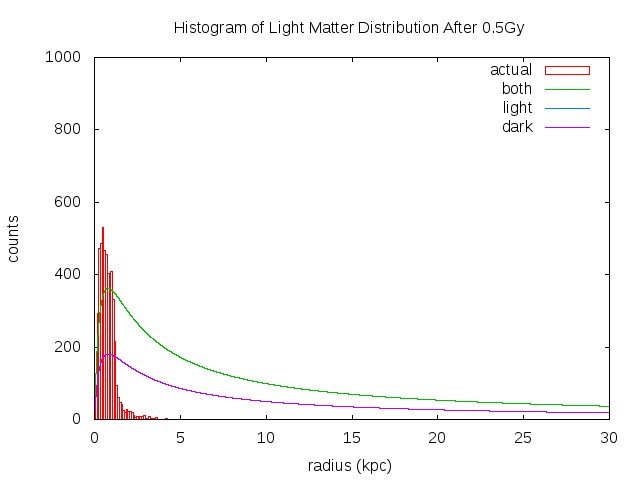 Histogram of Light Matter Distribution After 0.5Gy
1000
800
600
400
200
0
counts
actual
both
light
dark
0 5 10 15 20 25 30
radius (kpc)